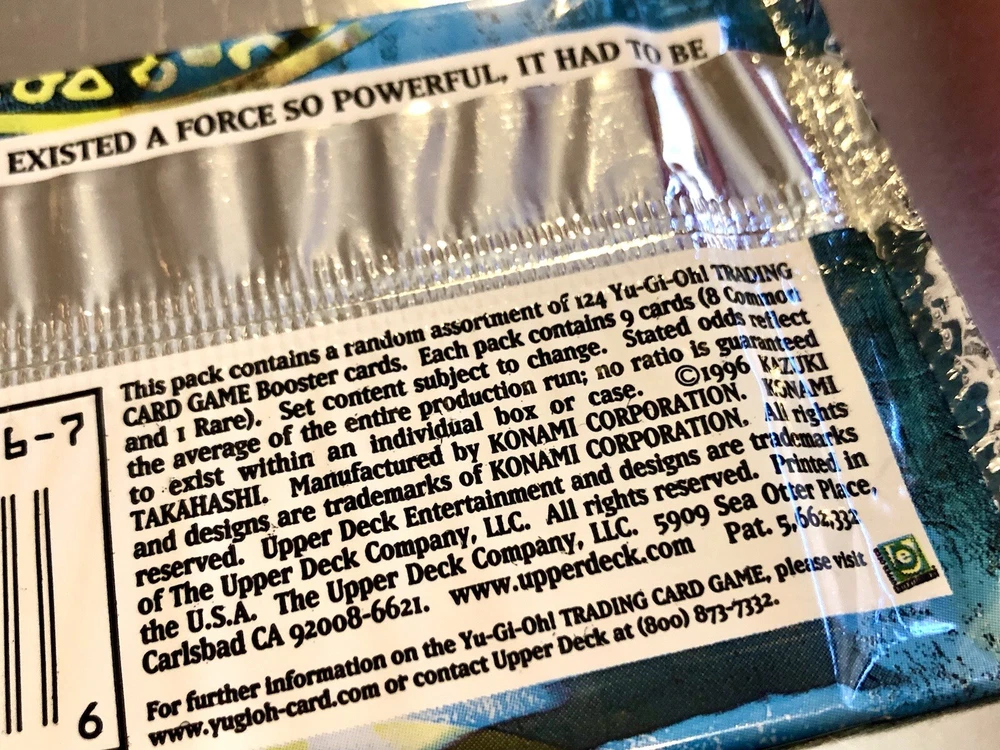 EXISTED A FORCE SO POWERFUL, IT HAD TO BE
This pack contains a random assortment of 124 Yu-Gi-Oh! TRADING
CARD GAME Booster cards. Each pack contains 9 cards (8 Common
and 1 Rare). Set content subject to change. Stated odds reflect
the average of the entire production run; no ratio is guaranteed
to exist within an individual box or case. ©1996 KAZUKI
TAKAHASHI. Manufactured by KONAMI CORPORATION. KONAMI
and designs are trademarks of KONAMI CORPORATION. All rights
reserved. Upper Deck Entertainment and designs are trademarks
of The Upper Deck Company, LLC. All rights reserved. Printed in
the U.S.A. The Upper Deck Company, LLC. 5909 Sea Otter Place,
Carlsbad CA 92008-6621. www.upperdeck.com Pat. 5,662,332
For further information on the Yu-Gi-Oh! TRADING CARD GAME, please visit
www.yugioh-card.com or contact Upper Deck at (800) 873-7332.
6-7
6